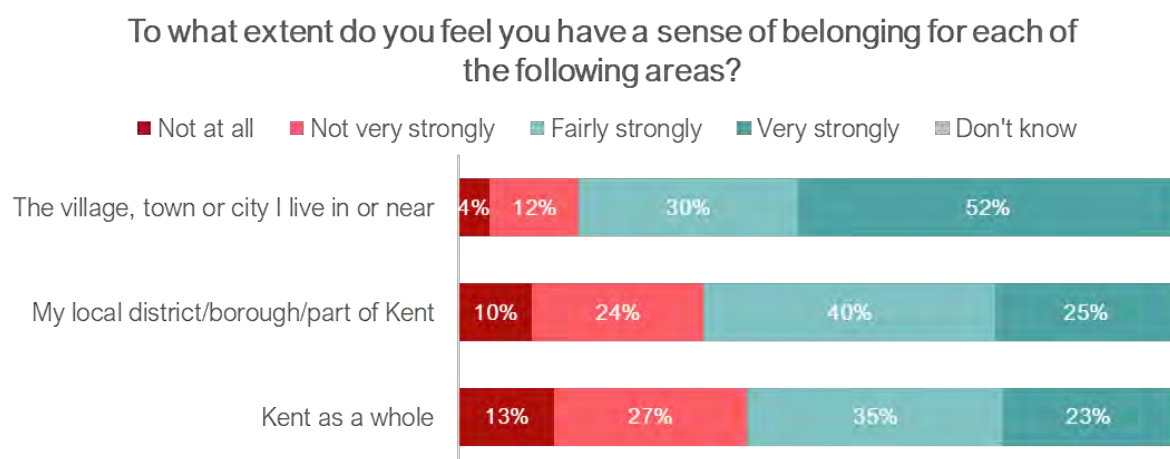 To what extent do you feel you have a sense of belonging for each of
the following areas?
Not at all Not very strongly Fairly strongly Very strongly Don't know
The village, town or city I live in or near 4% 12% 30% 52%
My local district/borough/part of Kent 10% 24% 40% 25%
Kent as a whole 13% 27% 35% 23%